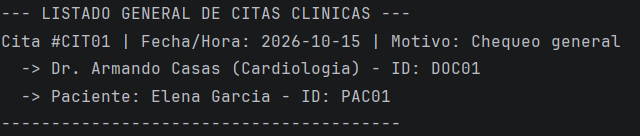 --- LISTADO GENERAL DE CITAS CLINICAS ---
Cita #CIT01 | Fecha/Hora: 2026-10-15 | Motivo: Chequeo general
  -> Dr. Armando Casas (Cardiologia) - ID: DOC01
  -> Paciente: Elena Garcia - ID: PAC01
----------------------------------------